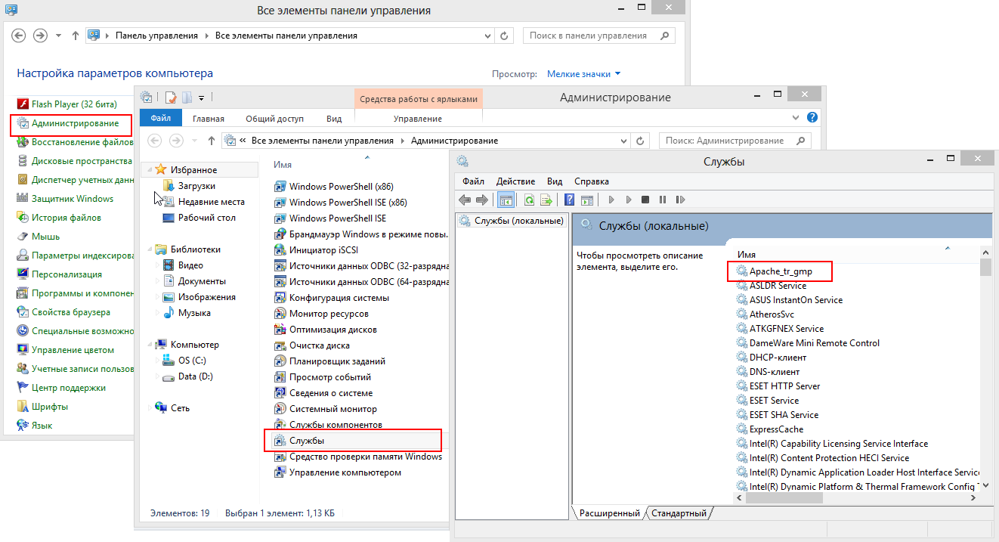 Все элементы панели управления
Панель управления
Все элементы панели управления
Поиск в панели управления
Настройка параметров компьютера
Просмотр:
Мелкие значки
Flash Player (32 бита)
Администрирование
Восстановление файлов
Дисковые пространства
Диспетчер учетных данн
Защитник Windows
История файлов
Мышь
Параметры индексирова
Персонализация
Программы и компонен
Свойства браузера
Специальные возможно
Управление цветом
Учетные записи пользов
Центр поддержки
Шрифты
Язык
Средства работы с ярлыками
Администрирование
Файл
Главная
Общий доступ
Вид
Управление
Все элементы панели управления
Администрирование
Поиск: Администрирование
Избранное
Загрузки
Недавние места
Рабочий стол
Библиотеки
Видео
Документы
Изображения
Музыка
Компьютер
OS (C:)
Data (D:)
Сеть
Имя
Windows PowerShell (x86)
Windows PowerShell ISE (x86)
Windows PowerShell ISE
Брандмауэр Windows в режиме повы.
Инициатор iSCSI
Источники данных ODBC (32-разрядна
Источники данных ODBC (64-разрядна
Конфигурация системы
Монитор ресурсов
Оптимизация дисков
Очистка диска
Планировщик заданий
Просмотр событий
Сведения о системе
Системный монитор
Службы компонентов
Службы
Средство проверки памяти Windows
Управление компьютером
Элементов: 19
Выбран 1 элемент: 1,13 КБ
Службы
Файл
Действие
Вид
Справка
Службы (локальные)
Службы (локальные)
Чтобы просмотреть описание
элемента, выделите его.
Имя
Apache_tr_gmp
ASLDR Service
ASUS InstantOn Service
AtherosSvc
ATKGFNEX Service
DameWare Mini Remote Control
DHCP-клиент
DNS-клиент
ESET HTTP Server
ESET Service
ESET SHA Service
ExpressCache
Intel(R) Capability Licensing Service Interface
Intel(R) Content Protection HECI Service
Intel(R) Dynamic Application Loader Host Interface Service
Intel(R) Dynamic Platform & Thermal Framework Config T
Расширенный
Стандартный